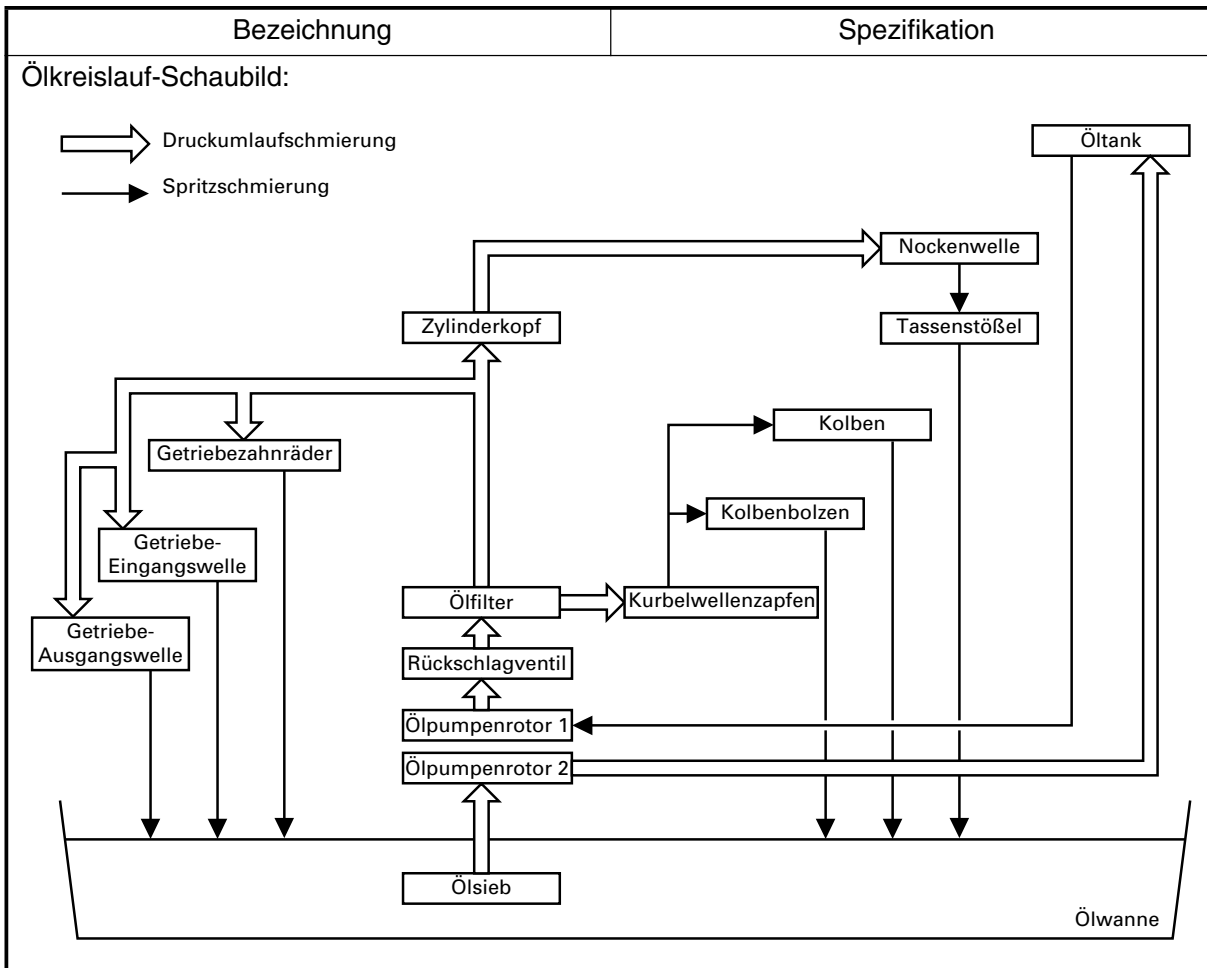 Bezeichnung
Spezifikation
Ölkreislauf-Schaubild:
Druckumlaufschmierung
Öltank
Spritzschmierung
Nockenwelle
Zylinderkopf
Tassenstößel
Kolben
Getriebezahnräder
Kolbenbolzen
Getriebe-
Eingangswelle
Ölfilter
Kurbelwellenzapfen
Getriebe-
Ausgangswelle
Rückschlagventil
Ölpumpenrotor 1
Ölpumpenrotor 2
Ölsieb
Ölwanne